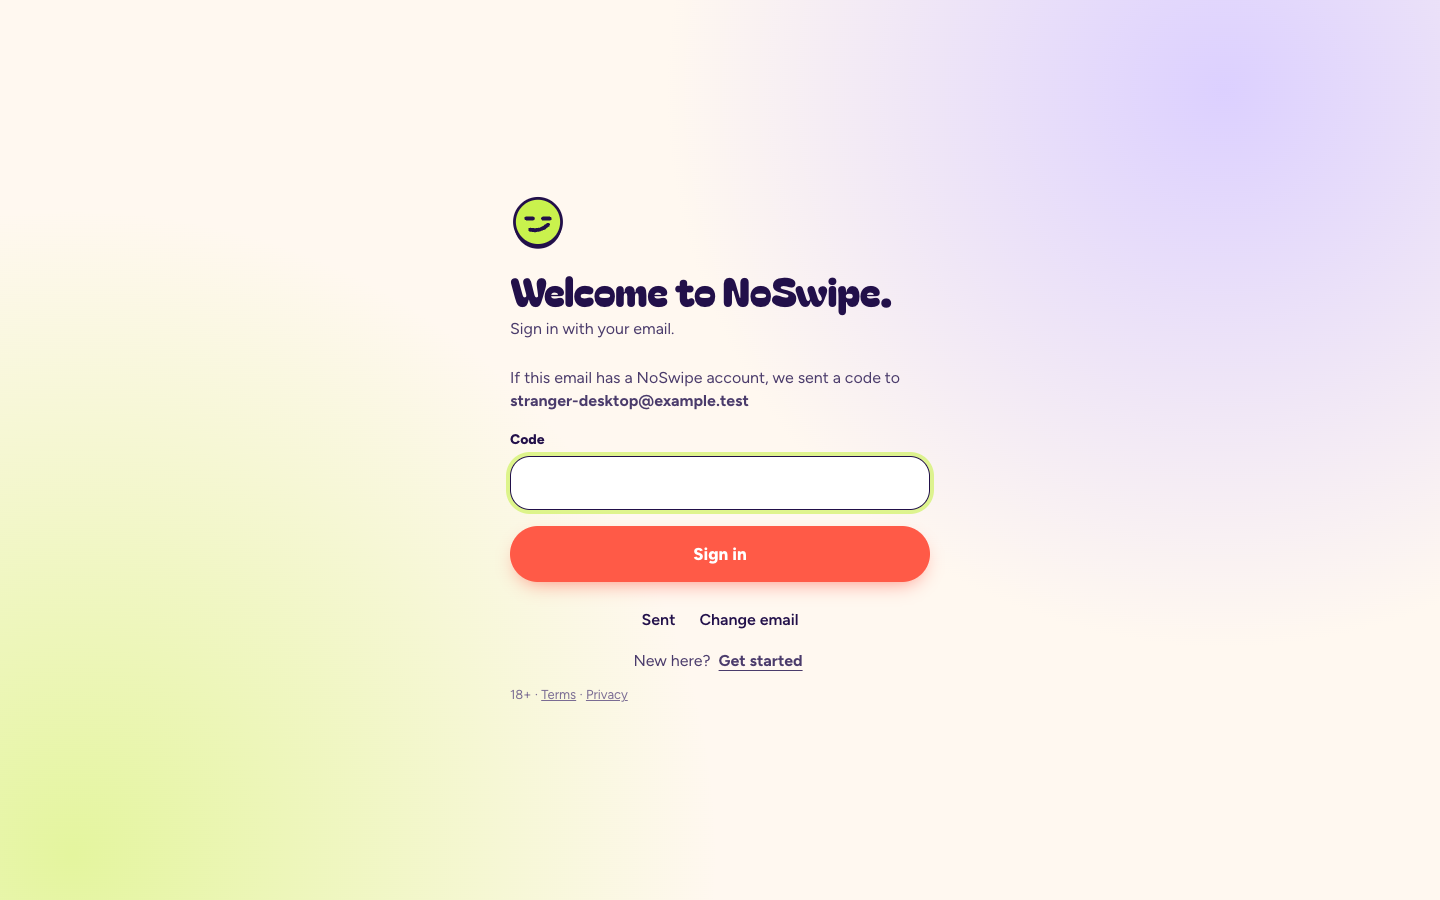 Welcome to NoSwipe.
Sign in with your email.
If this email has a NoSwipe account, we sent a code to
stranger-desktop@example.test
Code
Sign in
Sent Change email
New here? Get started
18+ · Terms · Privacy